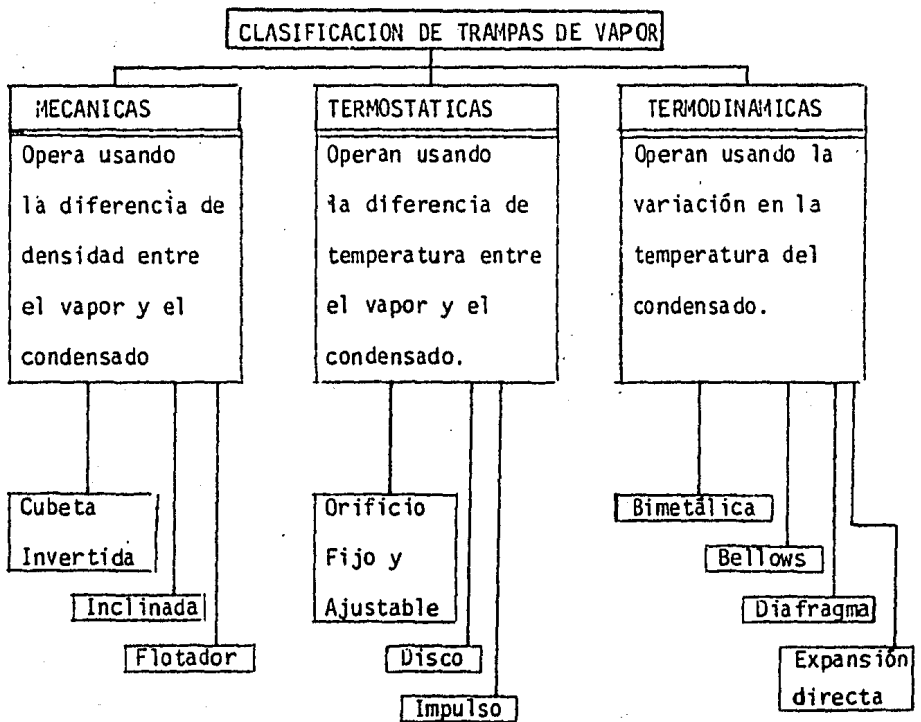 CLASIFICACION DE TRAMPAS DE VAPOR
MECANICAS
Opera usando
la diferencia de
densidad entre
el vapor y el
condensado
TERMOSTATICAS
Operan usando
la diferencia de
temperatura entre
el vapor y el
condensado.
TERMODINAMICAS
Operan usando la
variación en la
temperatura del
condensado.
Cubeta
Invertida
Inclinada
Flotador
Orificio
Fijo y
Ajustable
Disco
Impulso
Bimetálica
Bellows
Diafragma
Expansión
directa